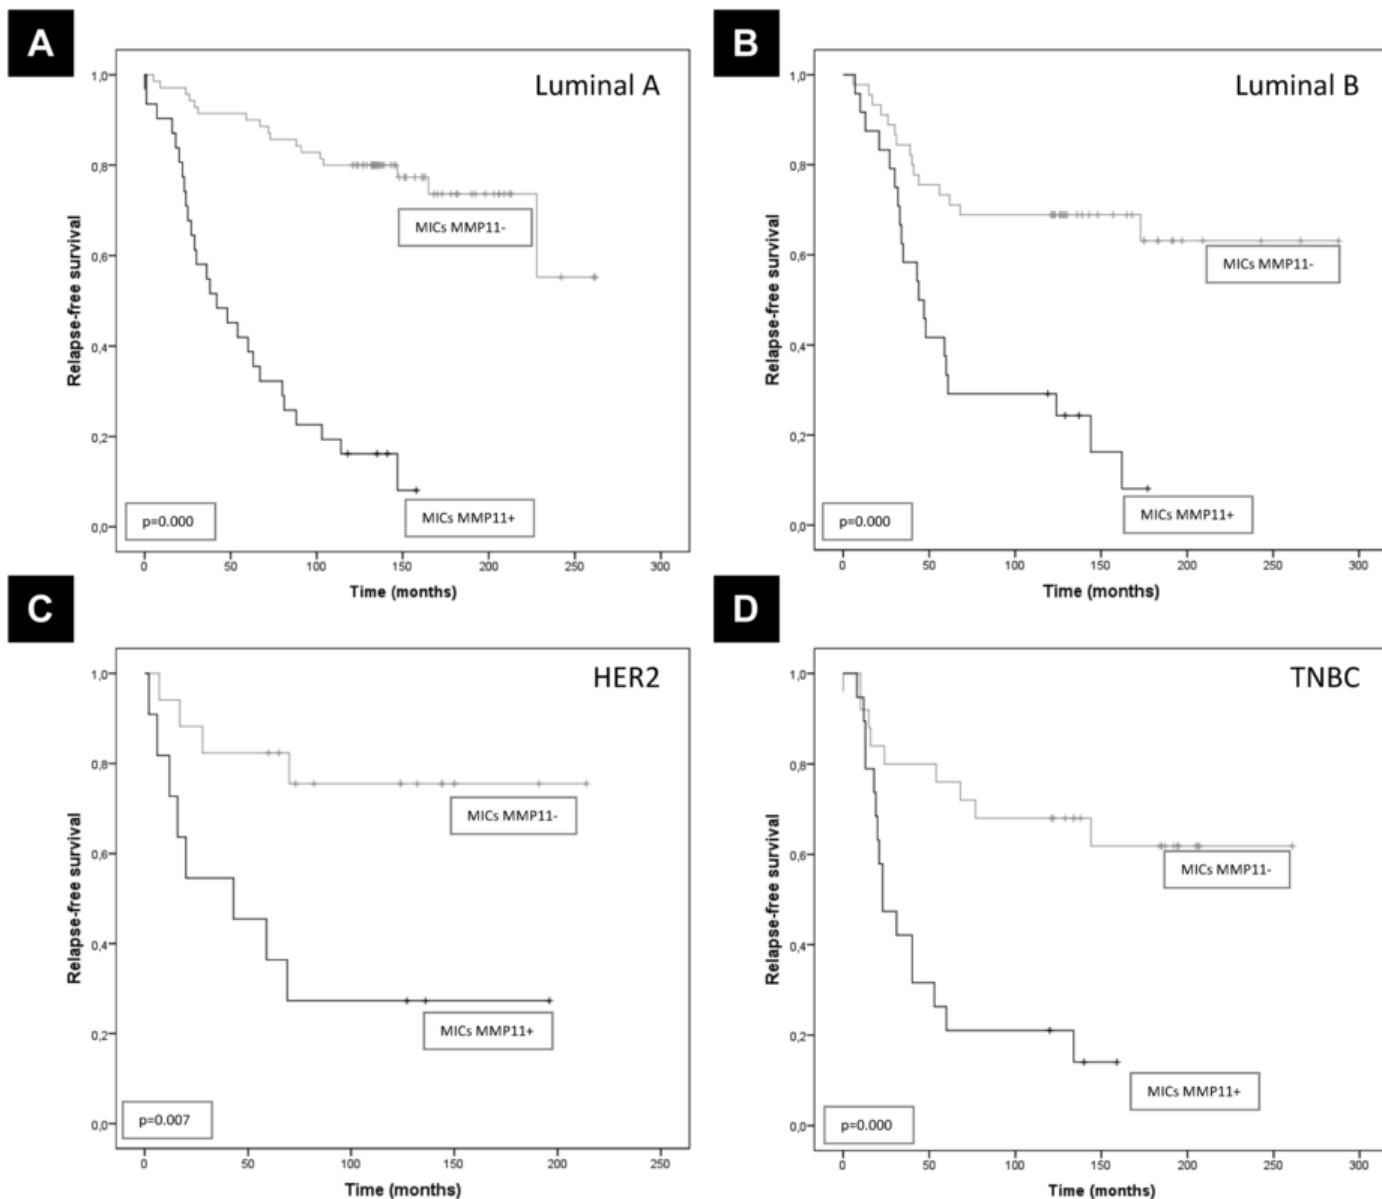 A
Luminal A
1,0
0,8
0,6
0,4
0,2
0,0
Relapse-free survival
MICs MMP11-
MICs MMP11+
p=0.000
0 50 100 150 200 250 300
Time (months)
B
Luminal B
1,0
0,8
0,6
0,4
0,2
0,0
Relapse-free survival
MICs MMP11-
MICs MMP11+
p=0.000
0 50 100 150 200 250 300
Time (months)
C
HER2
1,0
0,8
0,6
0,4
0,2
0,0
Relapse-free survival
MICs MMP11-
MICs MMP11+
p=0.007
0 50 100 150 200 250
Time (months)
D
TNBC
1,0
0,8
0,6
0,4
0,2
0,0
Relapse-free survival
MICs MMP11-
MICs MMP11+
p=0.000
0 50 100 150 200 250 300
Time (months)